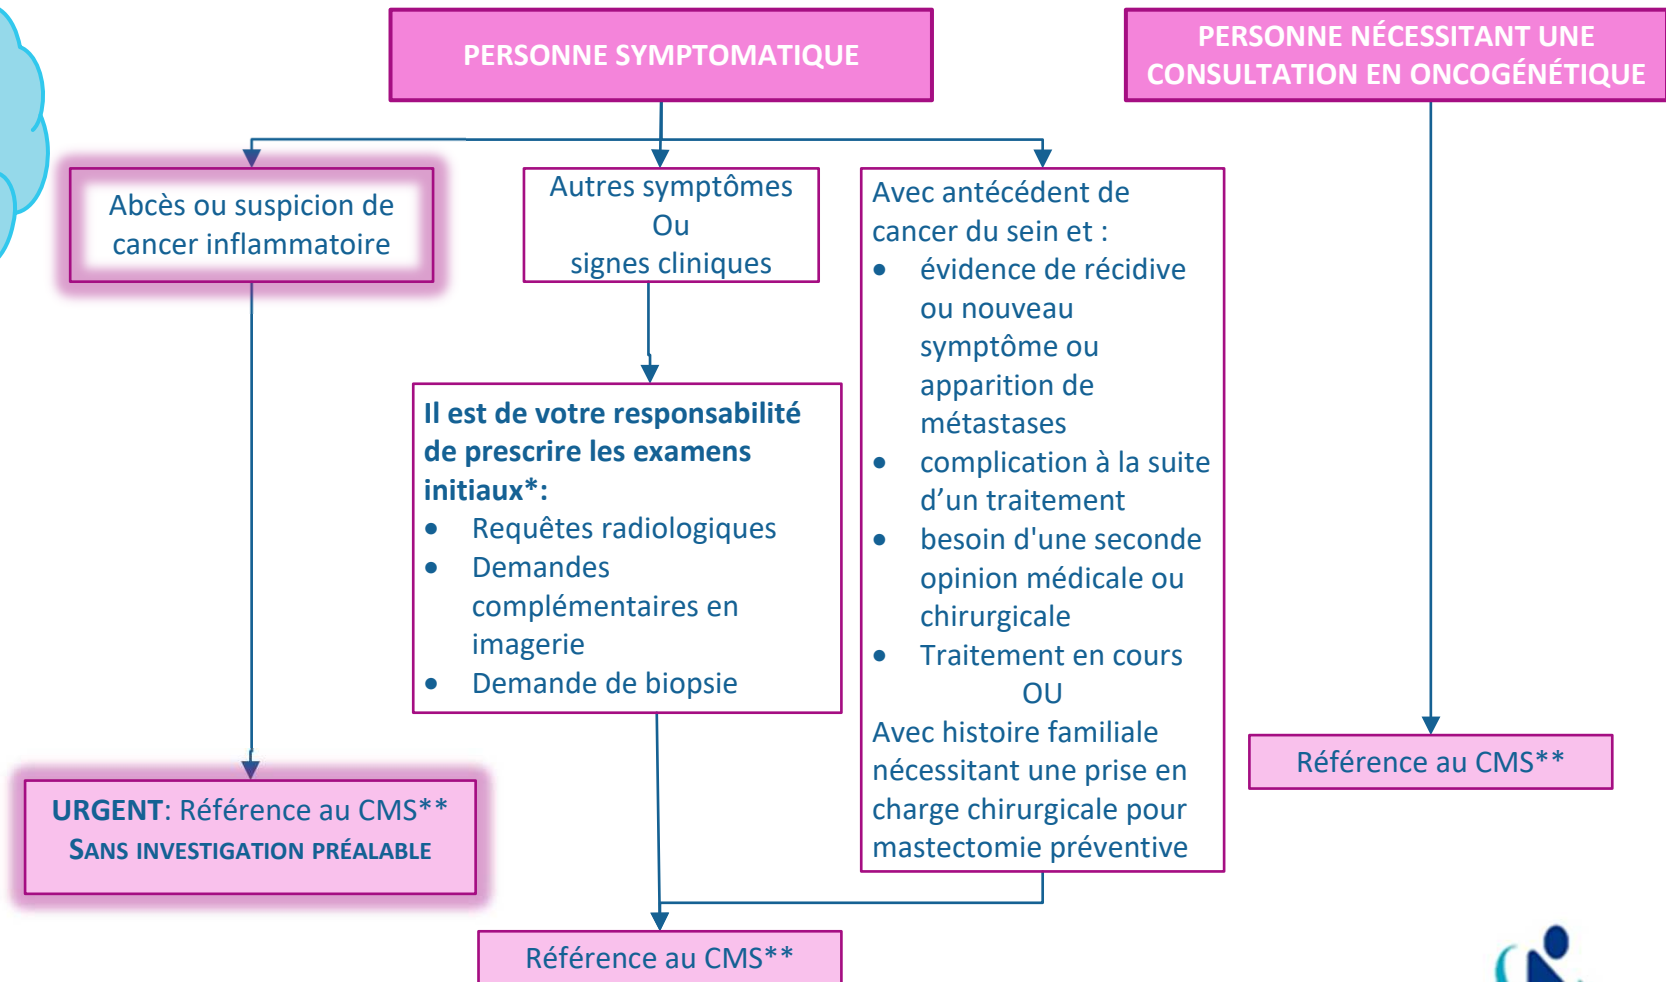 PERSONNE SYMPTOMATIQUE
PERSONNE NÉCESSITANT UNE
CONSULTATION EN ONCOGÉNÉTIQUE
Abcès ou suspicion de
cancer inflammatoire
Autres symptômes
Ou
signes cliniques
Avec antécédent de
cancer du sein et :
• évidence de récidive
ou nouveau
symptôme ou
apparition de
métastases
• complication à la suite
d’un traitement
• besoin d'une seconde
opinion médicale ou
chirurgicale
• Traitement en cours
OU
Avec histoire familiale
nécessitant une prise en
charge chirurgicale pour
mastectomie préventive
Il est de votre responsabilité
de prescrire les examens
initiaux*:
• Requêtes radiologiques
• Demandes
complémentaires en
imagerie
• Demande de biopsie
URGENT: Référence au CMS**
SANS INVESTIGATION PRÉALABLE
Référence au CMS**
Référence au CMS**